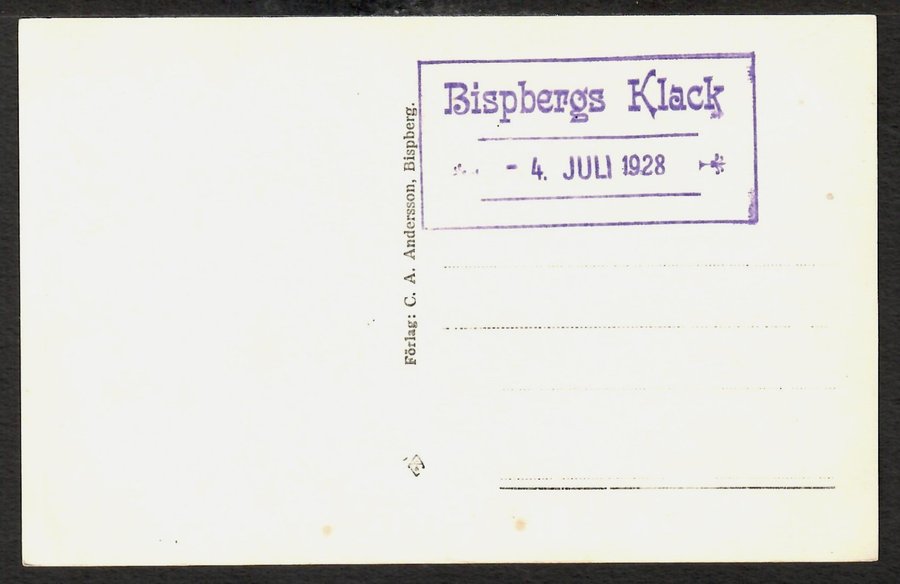 Bispbergs Klack
- 4. JULI 1928
Förlag: C. A. Andersson, Bispberg.